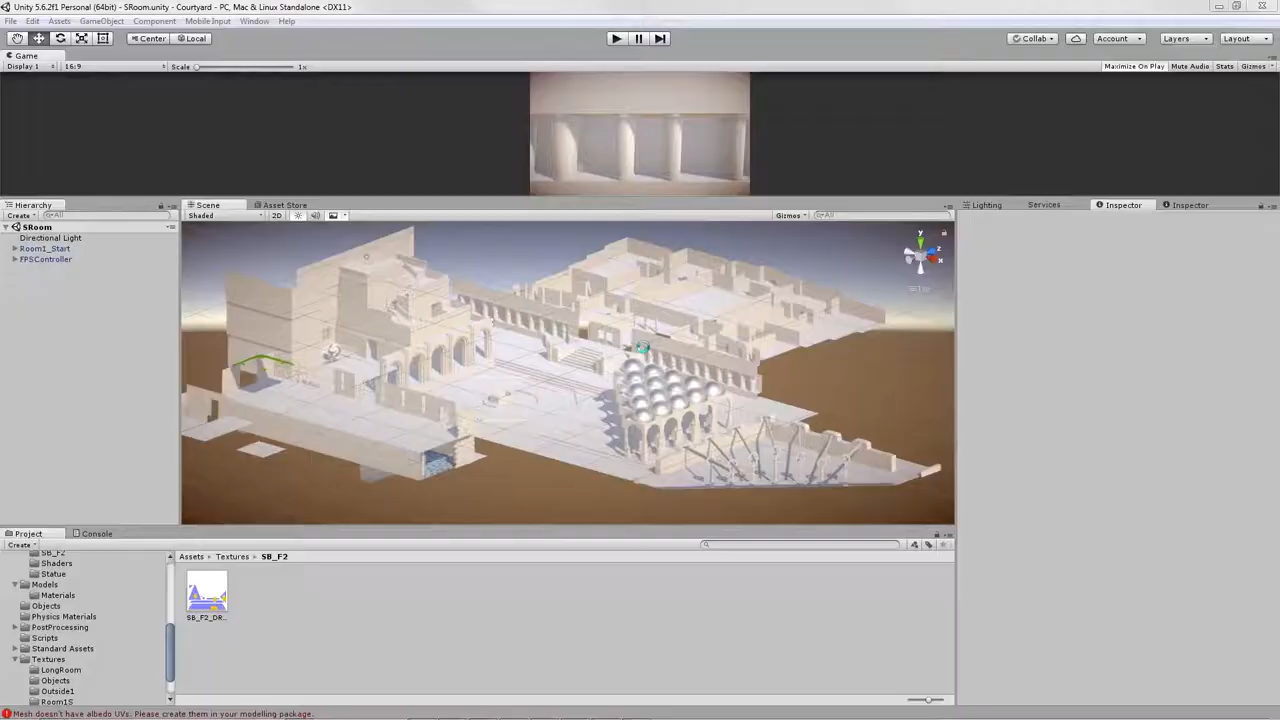 Unity 5.6.2f1 Personal (64bit) - SRoom.unity - Courtyard - PC, Mac & Linux Standalone <DX11>
File Edit Assets GameObject Component Mobile Input Window Help
Center Local Collab Account Layers Layout
Game
Display 1 16:9 Scale 1x Maximize On Play Mute Audio Stats Gizmos
Hierarchy Scene Asset Store Lighting Services Inspector Inspector
Create All Shaded 2D Gizmos All
SRoom
Directional Light
Room1_Start
FPSController
y
z
x
Project Console
Create
SB_F2
Shaders
Statue
Models
Materials
Objects
Physics Materials
PostProcessing
Scripts
Standard Assets
Textures
LongRoom
Objects
Outside1
Room1S
Assets Textures SB_F2
SB_F2_DR...
Mesh doesn't have albedo UVs. Please create them in your modelling package.